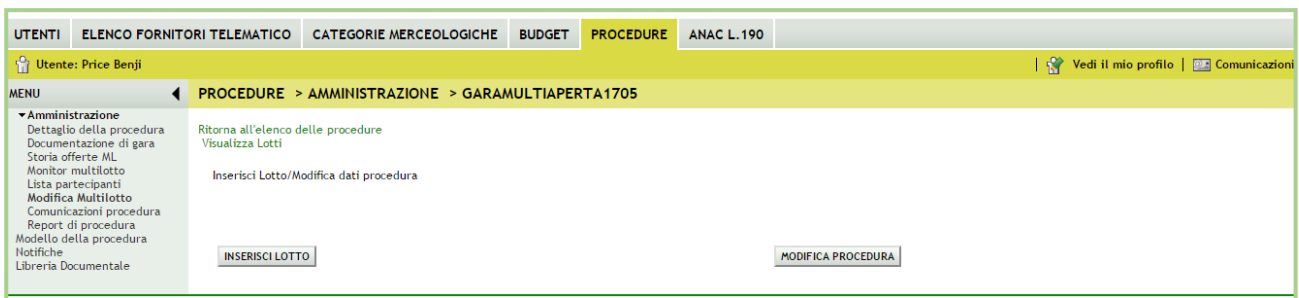 UTENTI ELENCO FORNITORI TELEMATICO CATEGORIE MERCEOLOGICHE BUDGET PROCEDURE ANAC L.190
Utente: Price Benji | Vedi il mio profilo | Comunicazioni
MENU PROCEDURE > AMMINISTRAZIONE > GARAMULTIAPERTA1705
Amministrazione
Dettaglio della procedura
Documentazione di gara
Storia offerte ML
Monitor multilotto
Lista partecipanti
Modifica Multilotto
Comunicazioni procedura
Report di procedura
Modello della procedura
Notifiche
Libreria Documentale
Ritorna all'elenco delle procedure
Visualizza Lotti
Inserisci Lotto/Modifica dati procedura
INSERISCI LOTTO MODIFICA PROCEDURA